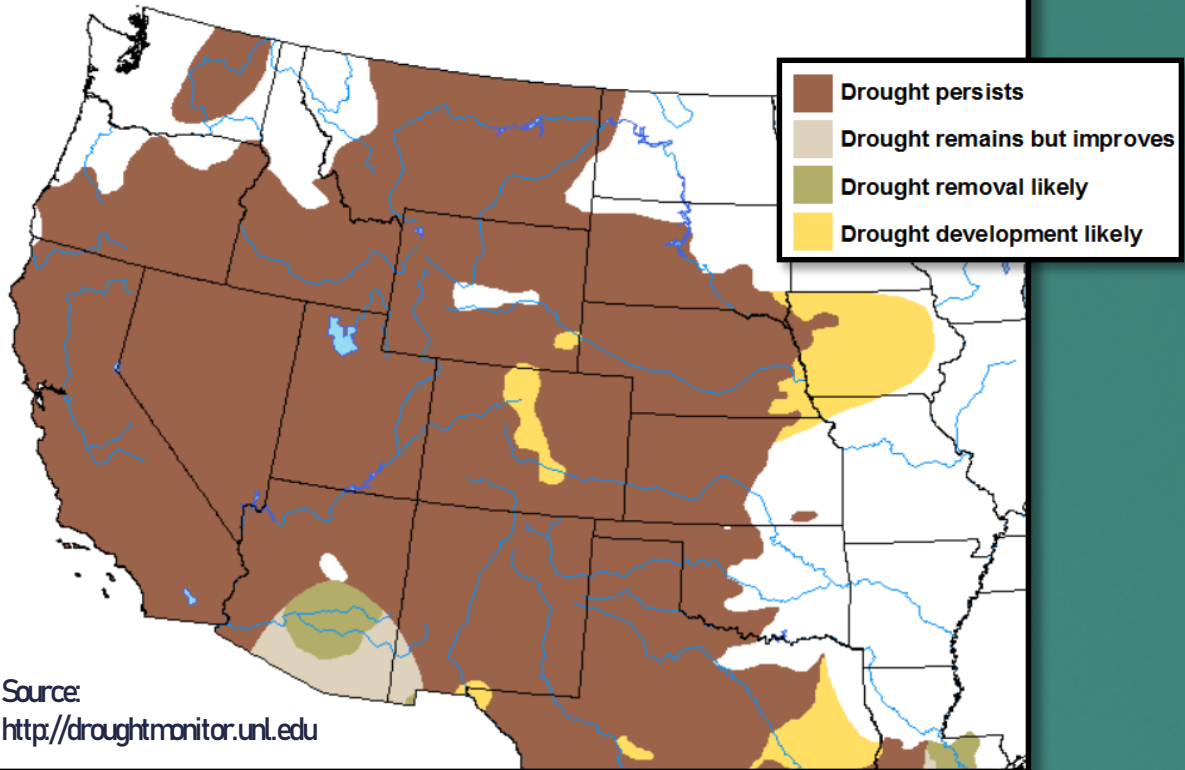 Drought persists
Drought remains but improves
Drought removal likely
Drought development likely
Source:
http://droughtmonitor.unl.edu